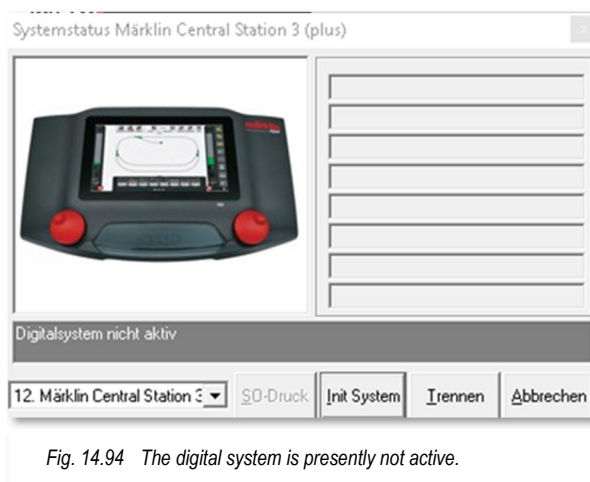 Systemstatus Märklin Central Station 3 (plus)
märklin
Digitalsystem nicht aktiv
12. Märklin Central Station 3
SO-Druck
Init System
Trennen
Abbrechen
Fig. 14.94 The digital system is presently not active.